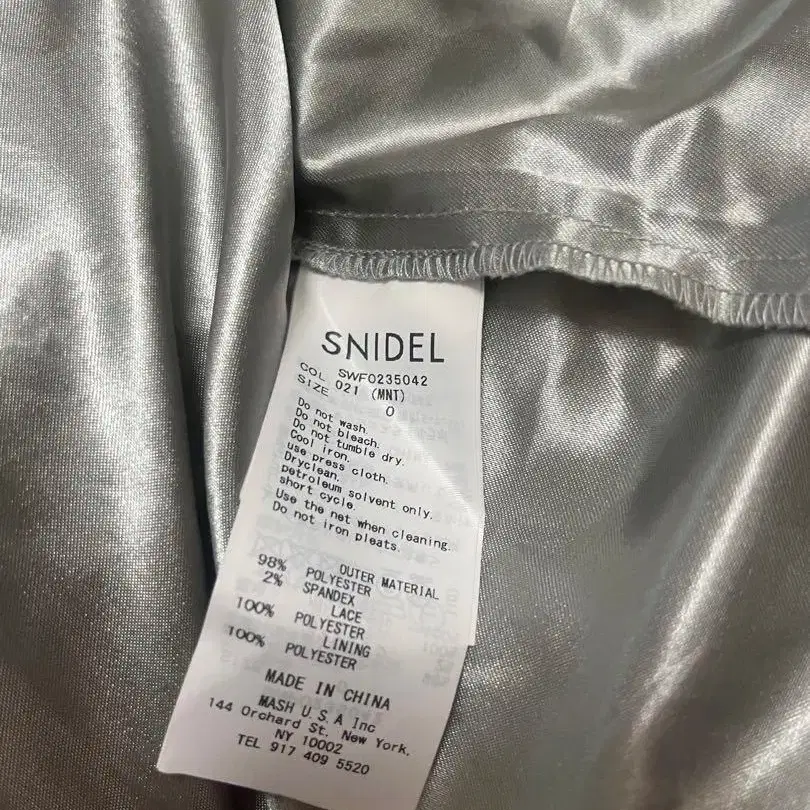 SNIDEL
SWFO235042
COL 021 (MNT)
SIZE 0
Do not wash.
Do not bleach.
Do not tumble dry.
Cool iron.
use press cloth.
Dryclean.
petroleum solvent only.
short cycle.
Use the net when cleaning.
Do not iron pleats.
OUTER MATERIAL
98% POLYESTER
2% SPANDEX
LACE
100% POLYESTER
LINING
100% POLYESTER
MADE IN CHINA
MASH U.S.A Inc
144 Orchard St, New York,
NY 10002
TEL 917 409 5520